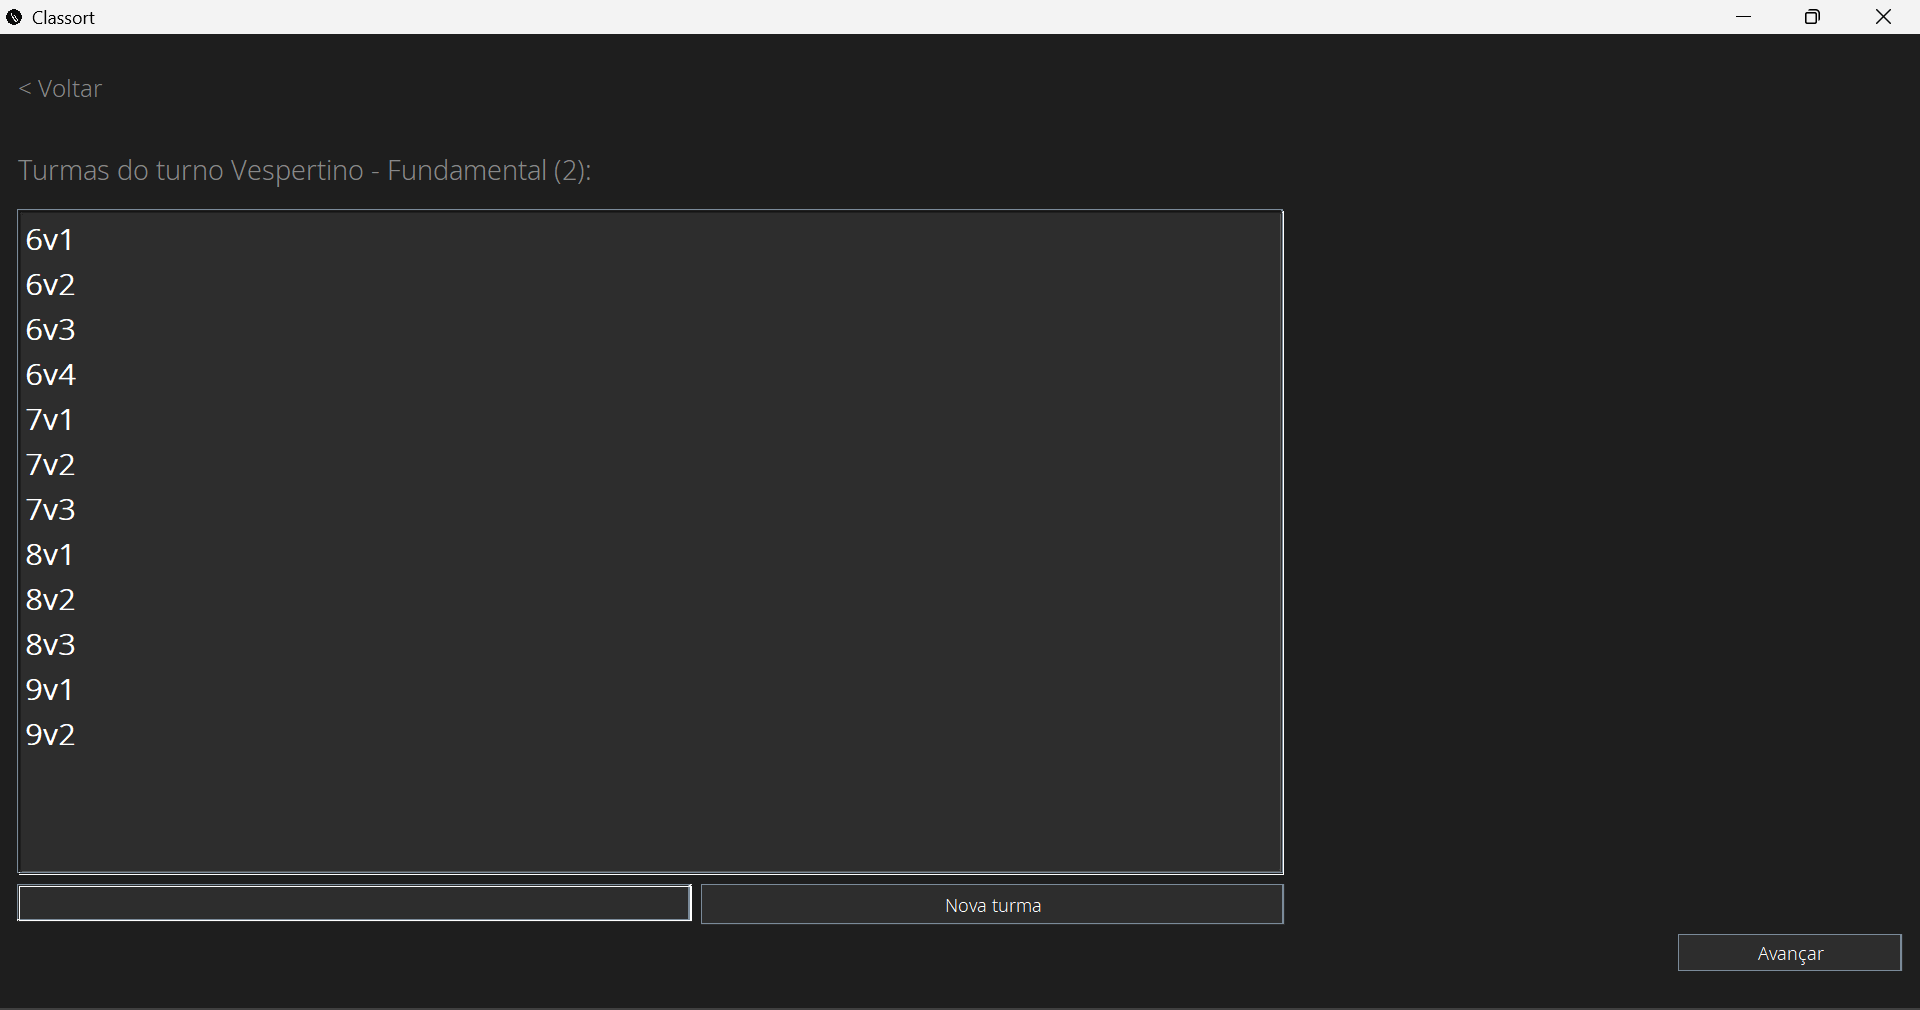 Classort
< Voltar
Turmas do turno Vespertino - Fundamental (2):
6v1
6v2
6v3
6v4
7v1
7v2
7v3
8v1
8v2
8v3
9v1
9v2
Nova turma
Avançar